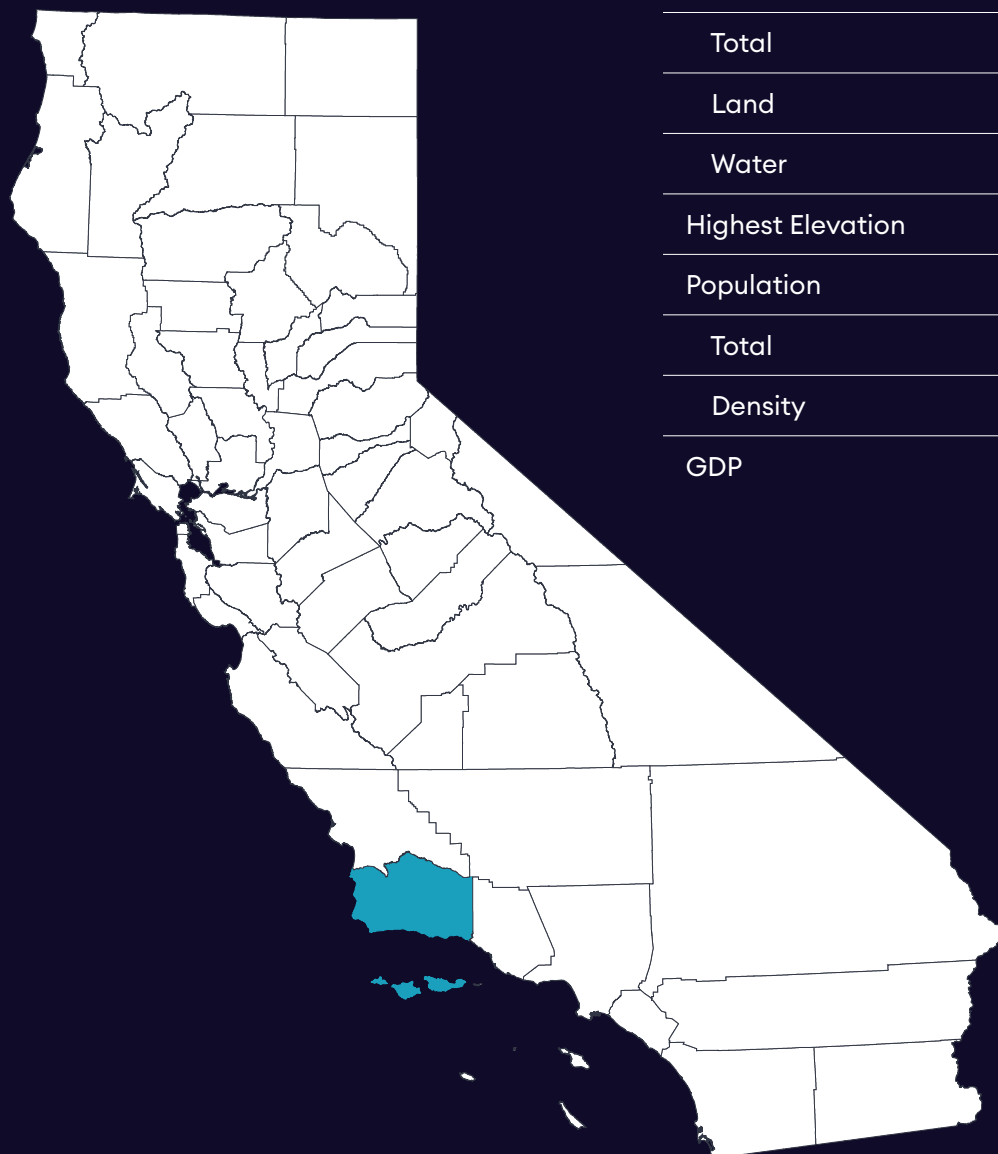 Total
Land
Water
Highest Elevation
Population
Total
Density
GDP